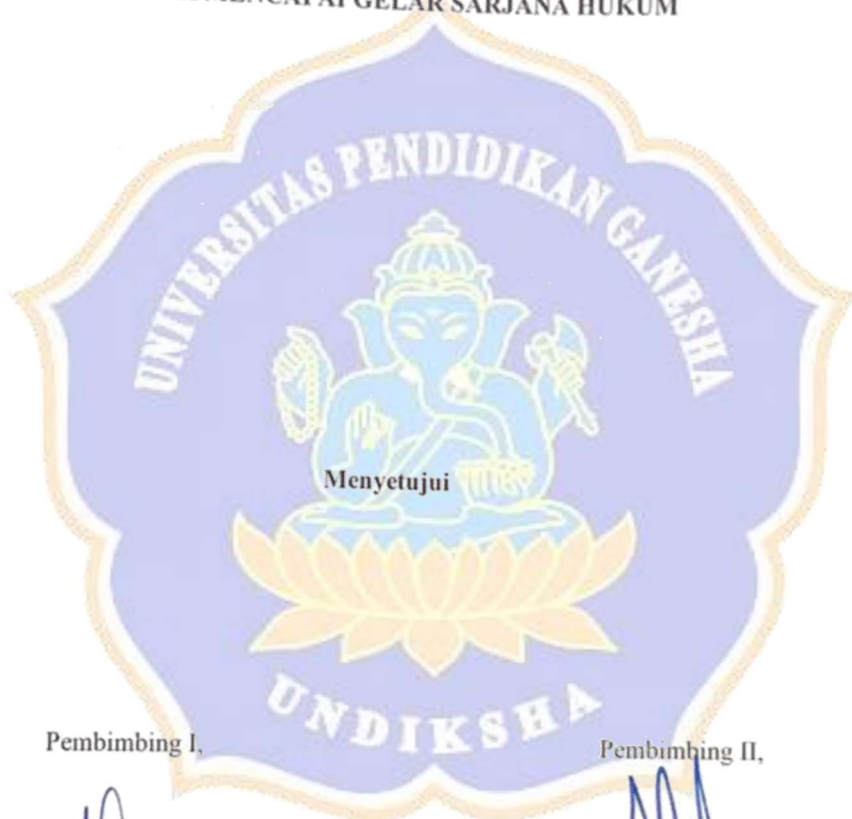 MENCAPAI GELAR SARJANA HUKUM
UNIVERSITAS PENDIDIKAN GANESHA
Menyetujui
UNDIKSHA
Pembimbing I,
Pembimbing II,